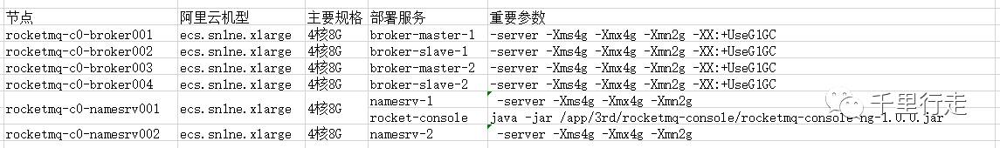 节点 阿里云机型 主要规格 部署服务 重要参数
rocketmq-c0-broker001 ecs.sn1ne.xlarge 4核8G broker-master-1 -server -Xms4g -Xmx4g -Xmn2g -XX:+UseG1GC
rocketmq-c0-broker002 ecs.sn1ne.xlarge 4核8G broker-slave-1 -server -Xms4g -Xmx4g -Xmn2g -XX:+UseG1GC
rocketmq-c0-broker003 ecs.sn1ne.xlarge 4核8G broker-master-2 -server -Xms4g -Xmx4g -Xmn2g -XX:+UseG1GC
rocketmq-c0-broker004 ecs.sn1ne.xlarge 4核8G broker-slave-2 -server -Xms4g -Xmx4g -Xmn2g -XX:+UseG1GC
rocketmq-c0-namesrv001 ecs.sn1ne.xlarge 4核8G namesrv-1 -server -Xms4g -Xmx4g -Xmn2g
rocket-console java -jar /app/3rd/rocketmq-console/rocketmq-console-ng-1.0.0.jar
rocketmq-c0-namesrv002 ecs.sn1ne.xlarge 4核8G namesrv-2 -server -Xms4g -Xmx4g -Xmn2g
千里行走